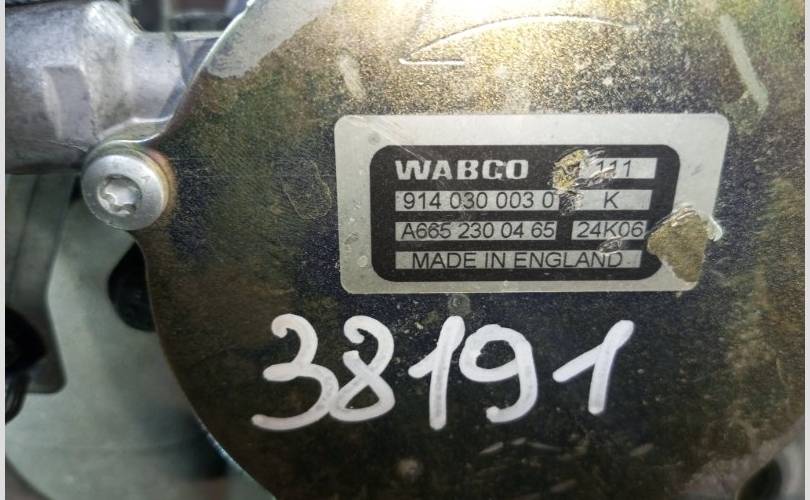 WABCO 111
914 030 003 0 K
A665 230 04 65 24K06
MADE IN ENGLAND
38191